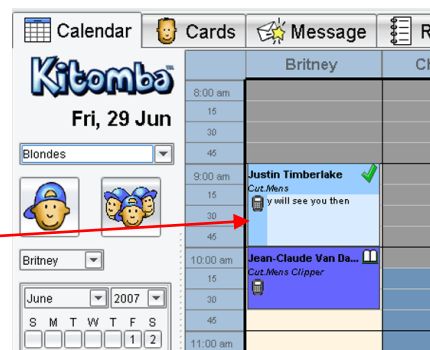 Calendar
Cards
Message
R
Kitomba
Fri, 29 Jun
Blondes
Britney
June
2007
S M T W T F S
1 2
Britney
Ch
8:00 am
15
30
45
9:00 am
15
30
45
10:00 am
15
30
45
11:00 am
Justin Timberlake
Cut.Mens
y will see you then
Jean-Claude Van Da...
Cut.Mens Clipper